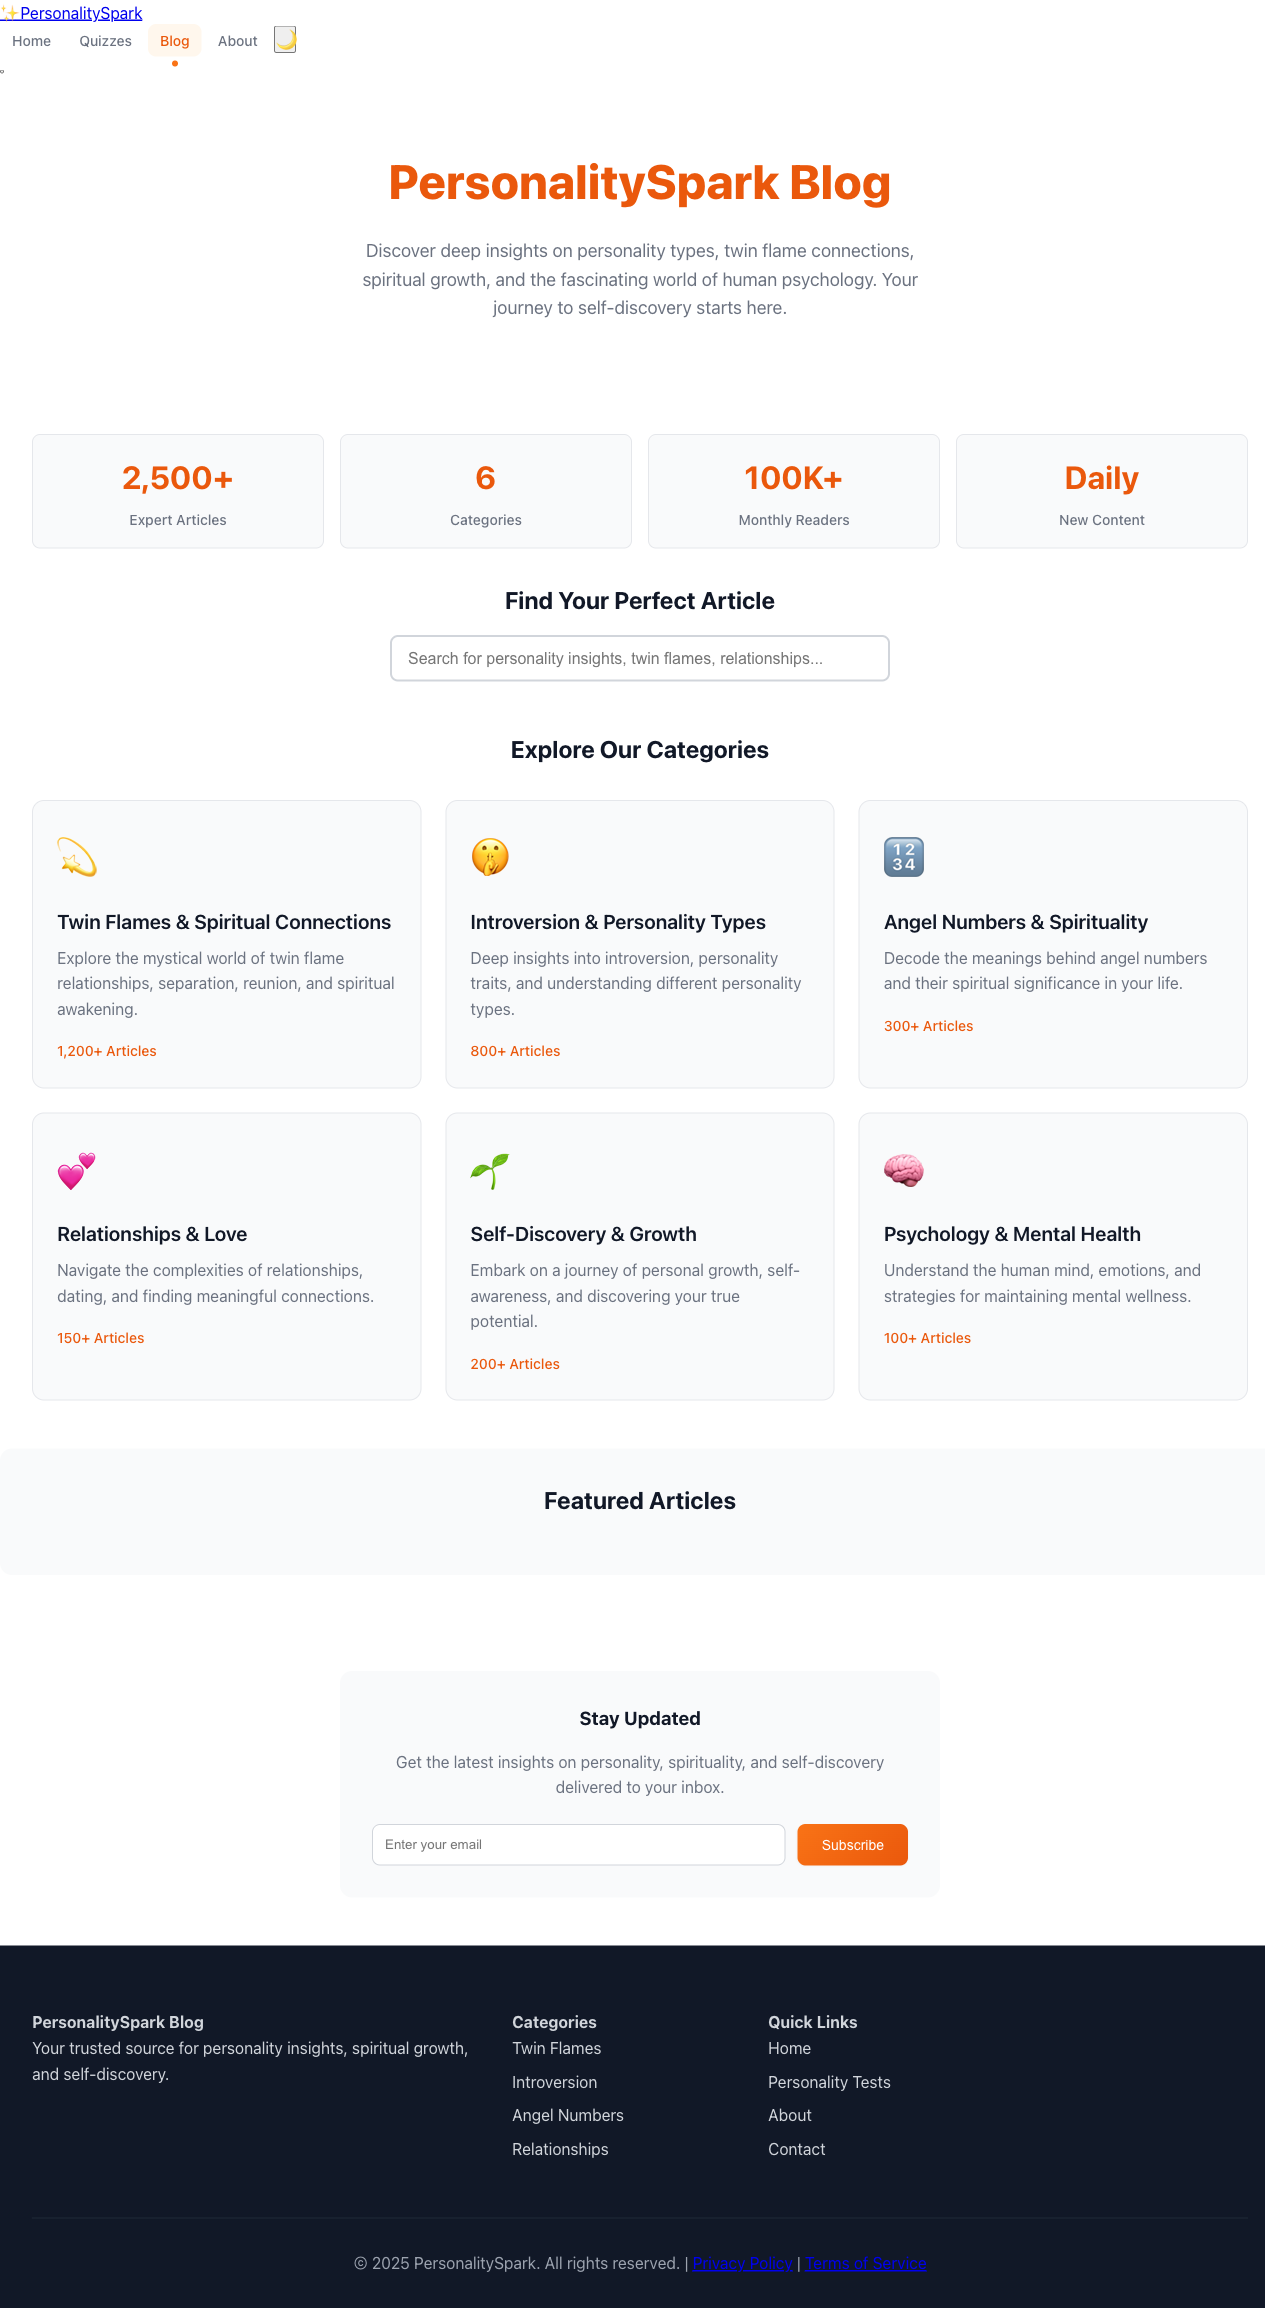 ✨PersonalitySpark
Home Quizzes Blog About
PersonalitySpark Blog
Discover deep insights on personality types, twin flame connections,
spiritual growth, and the fascinating world of human psychology. Your
journey to self-discovery starts here.
2,500+
Expert Articles
6
Categories
100K+
Monthly Readers
Daily
New Content
Find Your Perfect Article
Search for personality insights, twin flames, relationships...
Explore Our Categories
Twin Flames & Spiritual Connections
Explore the mystical world of twin flame
relationships, separation, reunion, and spiritual
awakening.
1,200+ Articles
Introversion & Personality Types
Deep insights into introversion, personality
traits, and understanding different personality
types.
800+ Articles
1234
Angel Numbers & Spirituality
Decode the meanings behind angel numbers
and their spiritual significance in your life.
300+ Articles
Relationships & Love
Navigate the complexities of relationships,
dating, and finding meaningful connections.
150+ Articles
Self-Discovery & Growth
Embark on a journey of personal growth, self-
awareness, and discovering your true
potential.
200+ Articles
Psychology & Mental Health
Understand the human mind, emotions, and
strategies for maintaining mental wellness.
100+ Articles
Featured Articles
Stay Updated
Get the latest insights on personality, spirituality, and self-discovery
delivered to your inbox.
Enter your email
Subscribe
PersonalitySpark Blog
Your trusted source for personality insights, spiritual growth,
and self-discovery.
Categories
Twin Flames
Introversion
Angel Numbers
Relationships
Quick Links
Home
Personality Tests
About
Contact
© 2025 PersonalitySpark. All rights reserved. | Privacy Policy | Terms of Service